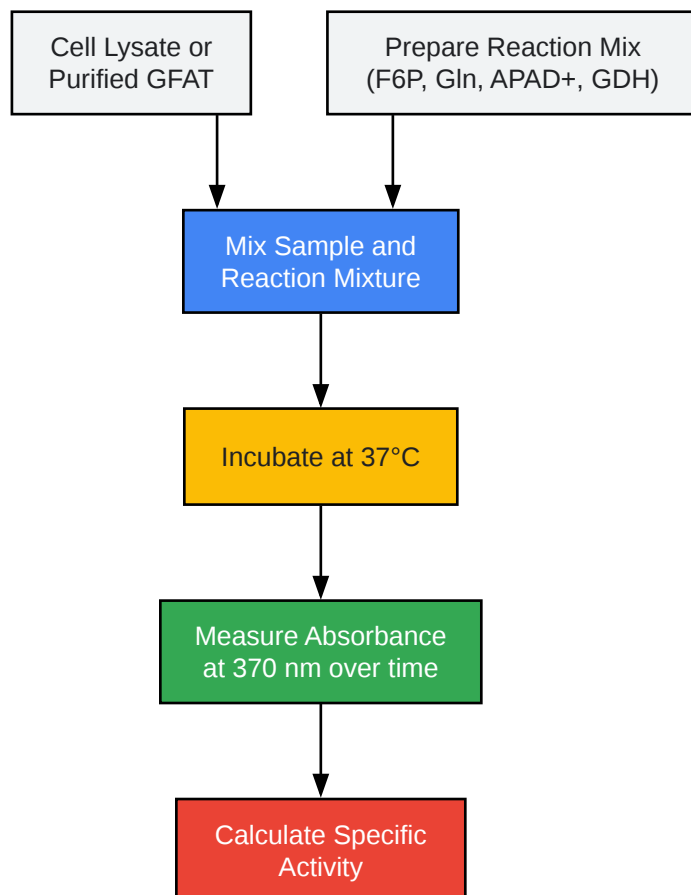 Cell Lysate or
Purified GFAT
Prepare Reaction Mix
(F6P, Gln, APAD+, GDH)
Mix Sample and
Reaction Mixture
Incubate at 37°C
Measure Absorbance
at 370 nm over time
Calculate Specific
Activity